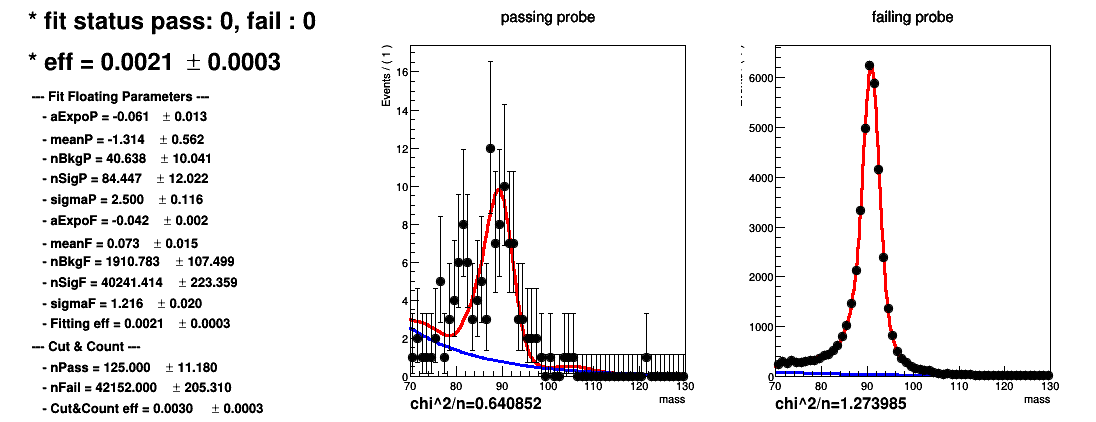 * fit status pass: 0, fail : 0
* eff = 0.0021 ± 0.0003
--- Fit Floating Parameters ---
- aExpoP = -0.061 ± 0.013
- meanP = -1.314 ± 0.562
- nBkgP = 40.638 ± 10.041
- nSigP = 84.447 ± 12.022
- sigmaP = 2.500 ± 0.116
- aExpoF = -0.042 ± 0.002
- meanF = 0.073 ± 0.015
- nBkgF = 1910.783 ± 107.499
- nSigF = 40241.414 ± 223.359
- sigmaF = 1.216 ± 0.020
- Fitting eff = 0.0021 ± 0.0003
--- Cut & Count ---
- nPass = 125.000 ± 11.180
- nFail = 42152.000 ± 205.310
- Cut&Count eff = 0.0030 ± 0.0003
passing probe
Events / ( 1 )
16
14
12
10
8
6
4
2
0
70 80 90 100 110 120 130
mass
chi^2/n=0.640852
failing probe
6000
5000
4000
3000
2000
1000
0
70 80 90 100 110 120 130
mass
chi^2/n=1.273985